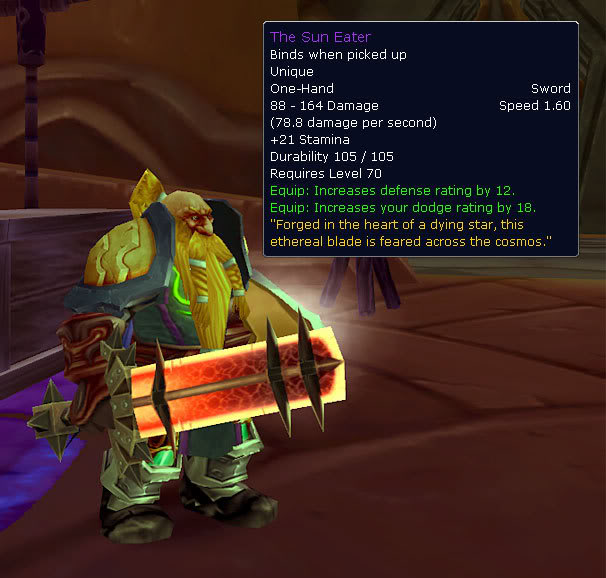 The Sun Eater
Binds when picked up
Unique
One-Hand Sword
88 - 164 Damage Speed 1.60
(78.8 damage per second)
+21 Stamina
Durability 105 / 105
Requires Level 70
Equip: Increases defense rating by 12.
Equip: Increases your dodge rating by 18.
"Forged in the heart of a dying star, this
ethereal blade is feared across the cosmos."